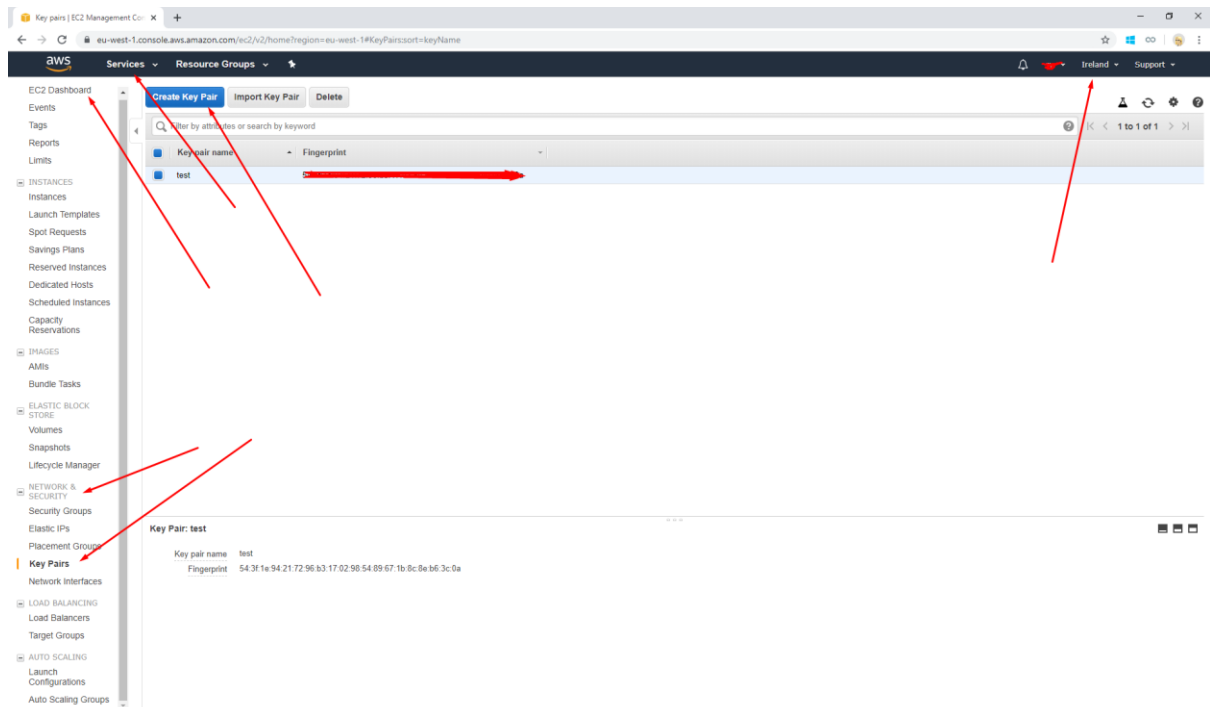 Key pairs | EC2 Management Con
eu-west-1.console.aws.amazon.com/ec2/v2/home?region=eu-west-1#KeyPairs:sort=keyName
aws Services Resource Groups Ireland Support
EC2 Dashboard
Events
Tags
Reports
Limits
INSTANCES
Instances
Launch Templates
Spot Requests
Savings Plans
Reserved Instances
Dedicated Hosts
Scheduled Instances
Capacity
Reservations
IMAGES
AMIs
Bundle Tasks
ELASTIC BLOCK
STORE
Volumes
Snapshots
Lifecycle Manager
NETWORK &
SECURITY
Security Groups
Elastic IPs
Placement Groups
Key Pairs
Network Interfaces
LOAD BALANCING
Load Balancers
Target Groups
AUTO SCALING
Launch
Configurations
Auto Scaling Groups
Create Key Pair Import Key Pair Delete
Filter by attributes or search by keyword
1 to 1 of 1
Key pair name Fingerprint
test
Key Pair: test
Key pair name test
Fingerprint 54:3f:1e:94:21:72:96:b3:17:02:98:54:89:67:1b:8c:8e:b6:3c:0a